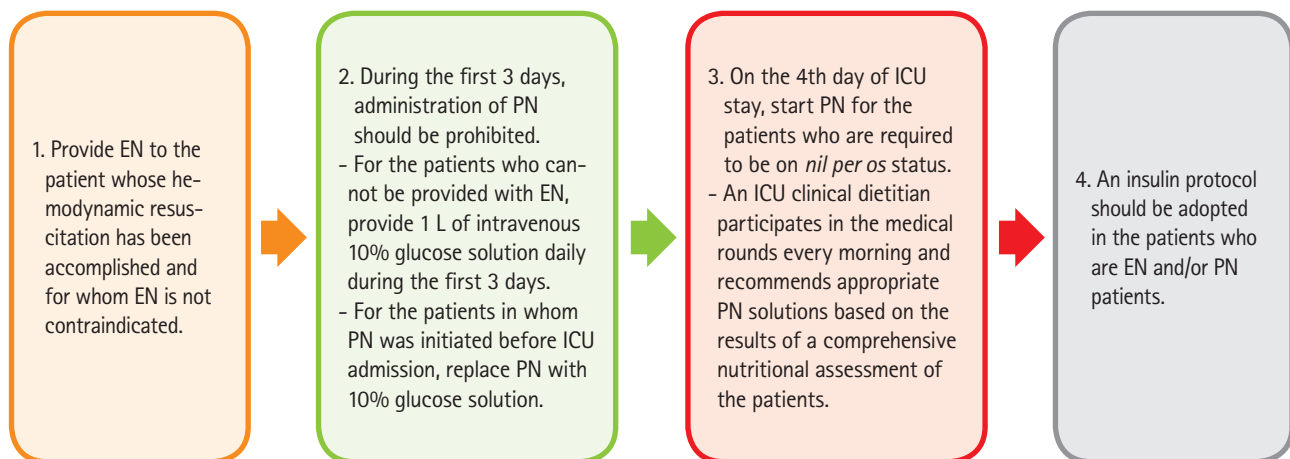 1. Provide EN to the
patient whose he-
modynamic resus-
citation has been
accomplished and
for whom EN is not
contraindicated.
2. During the first 3 days,
administration of PN
should be prohibited.
- For the patients who can-
not be provided with EN,
provide 1 L of intravenous
10% glucose solution daily
during the first 3 days.
- For the patients in whom
PN was initiated before ICU
admission, replace PN with
10% glucose solution.
3. On the 4th day of ICU
stay, start PN for the
patients who are required
to be on nil per os status.
- An ICU clinical dietitian
participates in the medical
rounds every morning and
recommends appropriate
PN solutions based on the
results of a comprehensive
nutritional assessment of
the patients.
4. An insulin protocol
should be adopted
in the patients who
are EN and/or PN
patients.